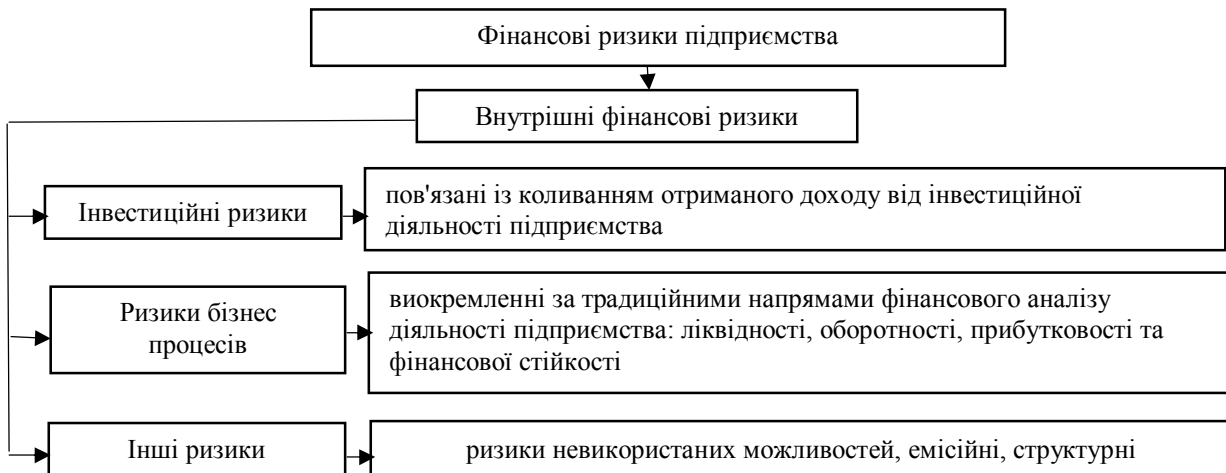 Фінансові ризики підприємства
Внутрішні фінансові ризики
Інвестиційні ризики
пов'язані із коливанням отриманого доходу від інвестиційної
діяльності підприємства
Ризики бізнес
процесів
виокремленні за традиційними напрямами фінансового аналізу
діяльності підприємства: ліквідності, оборотності, прибутковості та
фінансової стійкості
Інші ризики
ризики невикористаних можливостей, емісійні, структурні